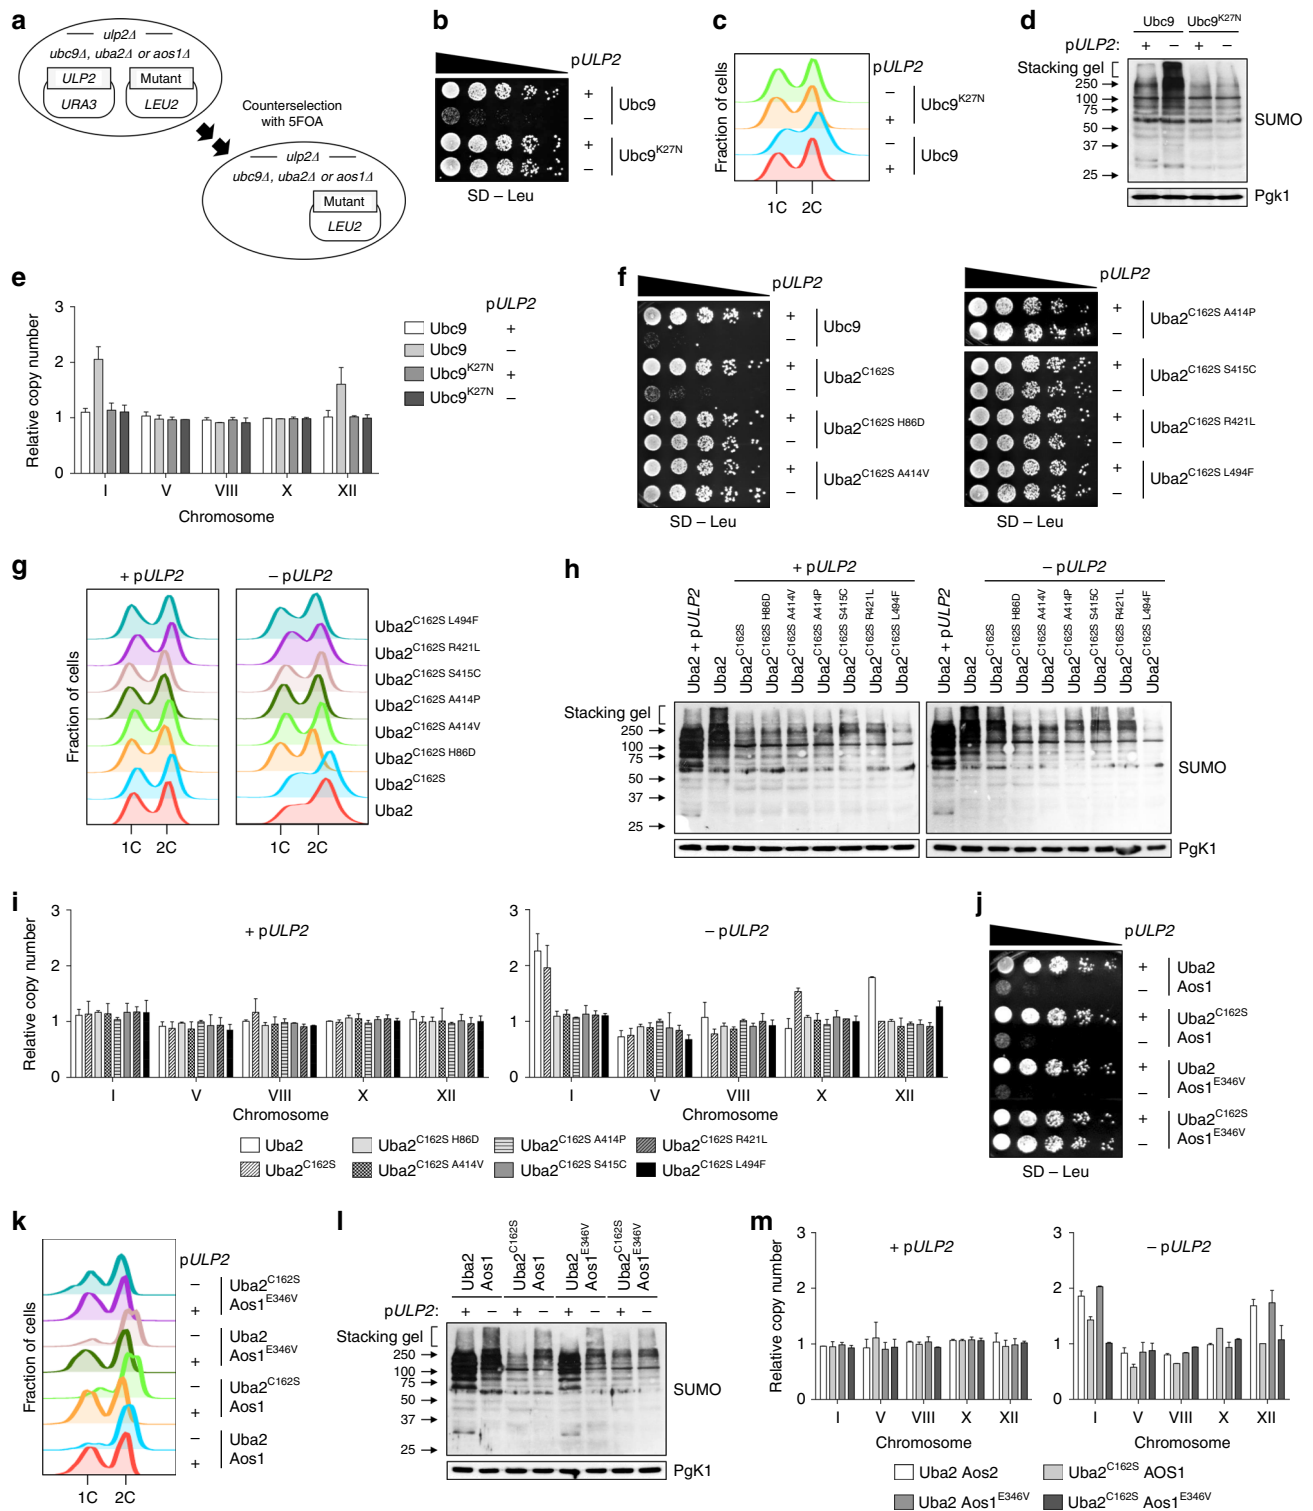 a
ulp2Δ
ubc9Δ, uba2Δ or aos1Δ
ULP2
Mutant
URA3
LEU2
Counterselection
with 5FOA
ulp2Δ
ubc9Δ, uba2Δ or aos1Δ
Mutant
LEU2
b
pULP2
+
−
Ubc9
+
−
Ubc9K27N
SD – Leu
c
Fraction of cells
pULP2
−
+
Ubc9K27N
−
+
Ubc9
1C 2C
d
Ubc9 Ubc9K27N
pULP2: + − + −
Stacking gel
250
100
75
50
37
25
SUMO
Pgk1
e
Relative copy number
3
2
1
0
I V VIII X XII
Chromosome
pULP2
Ubc9 +
Ubc9 −
Ubc9K27N +
Ubc9K27N −
f
pULP2
+
−
Ubc9
+
−
Uba2C162S
+
−
Uba2C162S H86D
+
−
Uba2C162S A414V
SD – Leu
pULP2
+
−
Uba2C162S A414P
+
−
Uba2C162S S415C
+
−
Uba2C162S R421L
+
−
Uba2C162S L494F
SD – Leu
g
+ pULP2 – pULP2
Fraction of cells
Uba2C162S L494F
Uba2C162S R421L
Uba2C162S S415C
Uba2C162S A414P
Uba2C162S A414V
Uba2C162S H86D
Uba2C162S
Uba2
1C 2C 1C 2C
h
+ pULP2 – pULP2
Uba2 + pULP2
Uba2
Uba2C162S
Uba2C162S H86D
Uba2C162S A414V
Uba2C162S A414P
Uba2C162S S415C
Uba2C162S R421L
Uba2C162S L494F
Uba2 + pULP2
Uba2
Uba2C162S
Uba2C162S H86D
Uba2C162S A414V
Uba2C162S A414P
Uba2C162S S415C
Uba2C162S R421L
Uba2C162S L494F
Stacking gel
250
100
75
50
37
25
SUMO
PgK1
i
Relative copy number
3
2
1
0
+ pULP2
I V VIII X XII
Chromosome
3
2
1
0
– pULP2
I V VIII X XII
Chromosome
Uba2 Uba2C162S H86D Uba2C162S A414P Uba2C162S R421L
Uba2C162S Uba2C162S A414V Uba2C162S S415C Uba2C162S L494F
j
pULP2
+
−
Uba2
Aos1
+
−
Uba2C162S
Aos1
+
−
Uba2
Aos1E346V
+
−
Uba2C162S
Aos1E346V
SD – Leu
k
Fraction of cells
pULP2
−
+
Uba2C162S
Aos1E346V
−
+
Uba2
Aos1E346V
−
+
Uba2C162S
Aos1
−
+
Uba2
Aos1
1C 2C
l
Uba2
Aos1
Uba2C162S
Aos1
Uba2
Aos1E346V
Uba2C162S
Aos1E346V
pULP2: + − + − + − + −
Stacking gel
250
100
75
50
37
25
SUMO
PgK1
m
Relative copy number
3
2
1
0
+ pULP2
I V VIII X XII
Chromosome
3
2
1
0
– pULP2
I V VIII X XII
Chromosome
Uba2 Aos2 Uba2C162S AOS1
Uba2 Aos1E346V Uba2C162S Aos1E346V